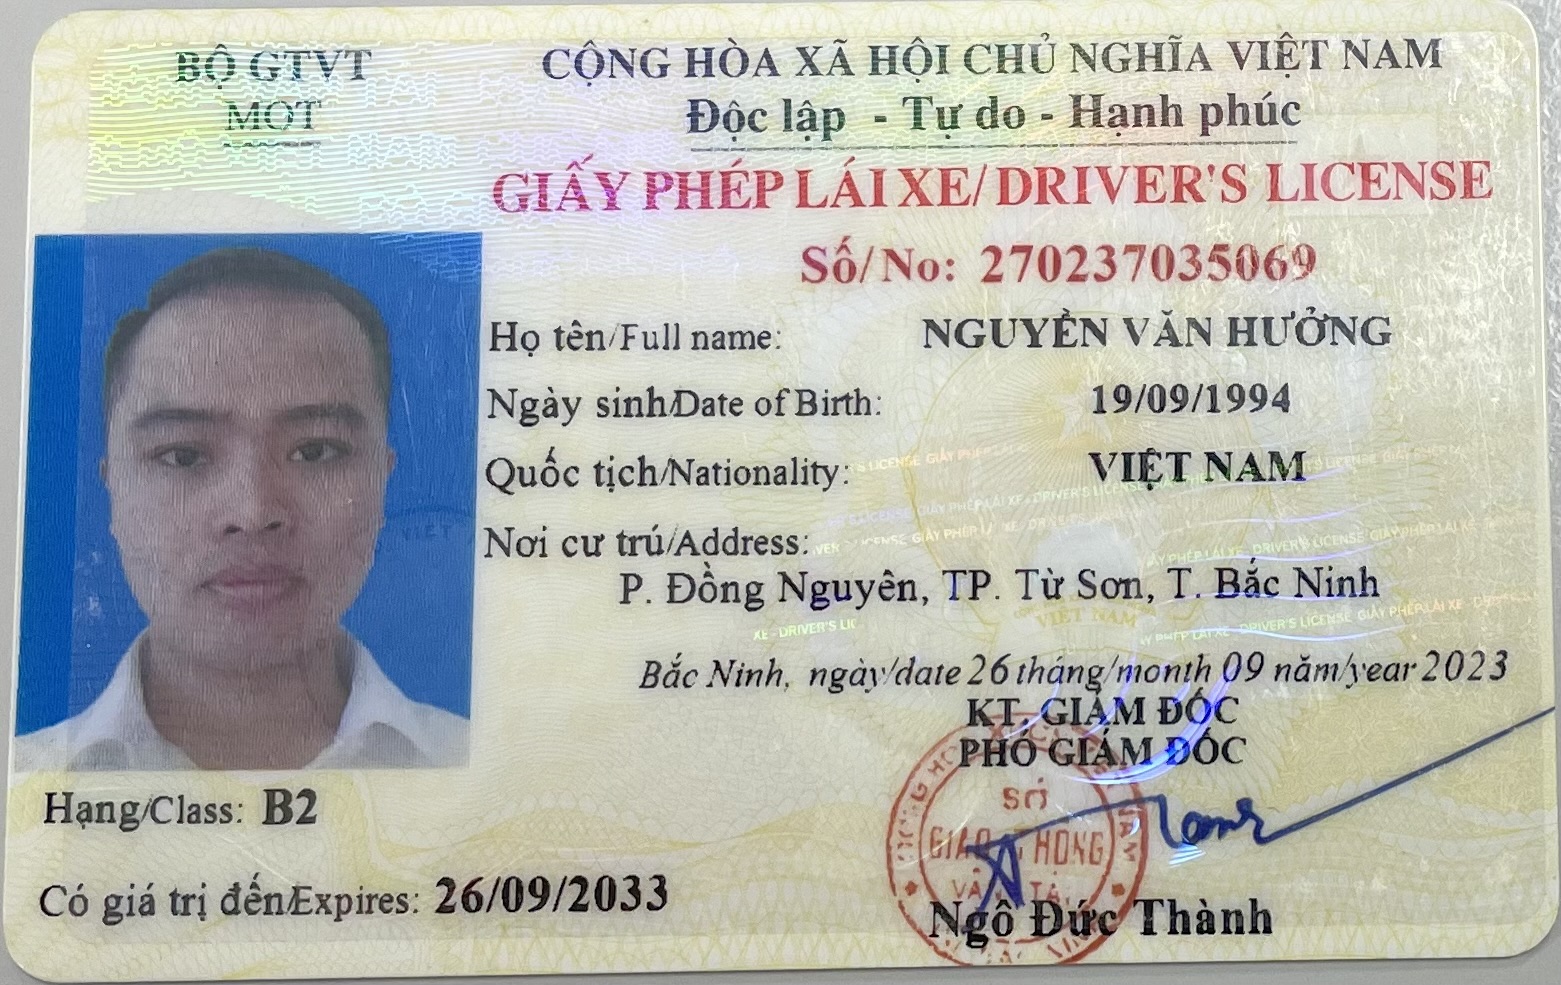 BỘ GTVT
MOT
CỘNG HÒA XÃ HỘI CHỦ NGHĨA VIỆT NAM
Độc lập - Tự do - Hạnh phúc
GIẤY PHÉP LÁI XE/ DRIVER'S LICENSE
Số/No: 270237035069
Họ tên/Full name: NGUYỄN VĂN HƯỞNG
Ngày sinh/Date of Birth: 19/09/1994
Quốc tịch/Nationality: VIỆT NAM
Nơi cư trú/Address:
P. Đồng Nguyên, TP. Từ Sơn, T. Bắc Ninh
Bắc Ninh, ngày/date 26 tháng/month 09 năm/year 2023
KT. GIÁM ĐỐC
PHÓ GIÁM ĐỐC
SỞ
GIAO THÔNG
Ngô Đức Thành
Hạng/Class: B2
Có giá trị đến/Expires: 26/09/2033